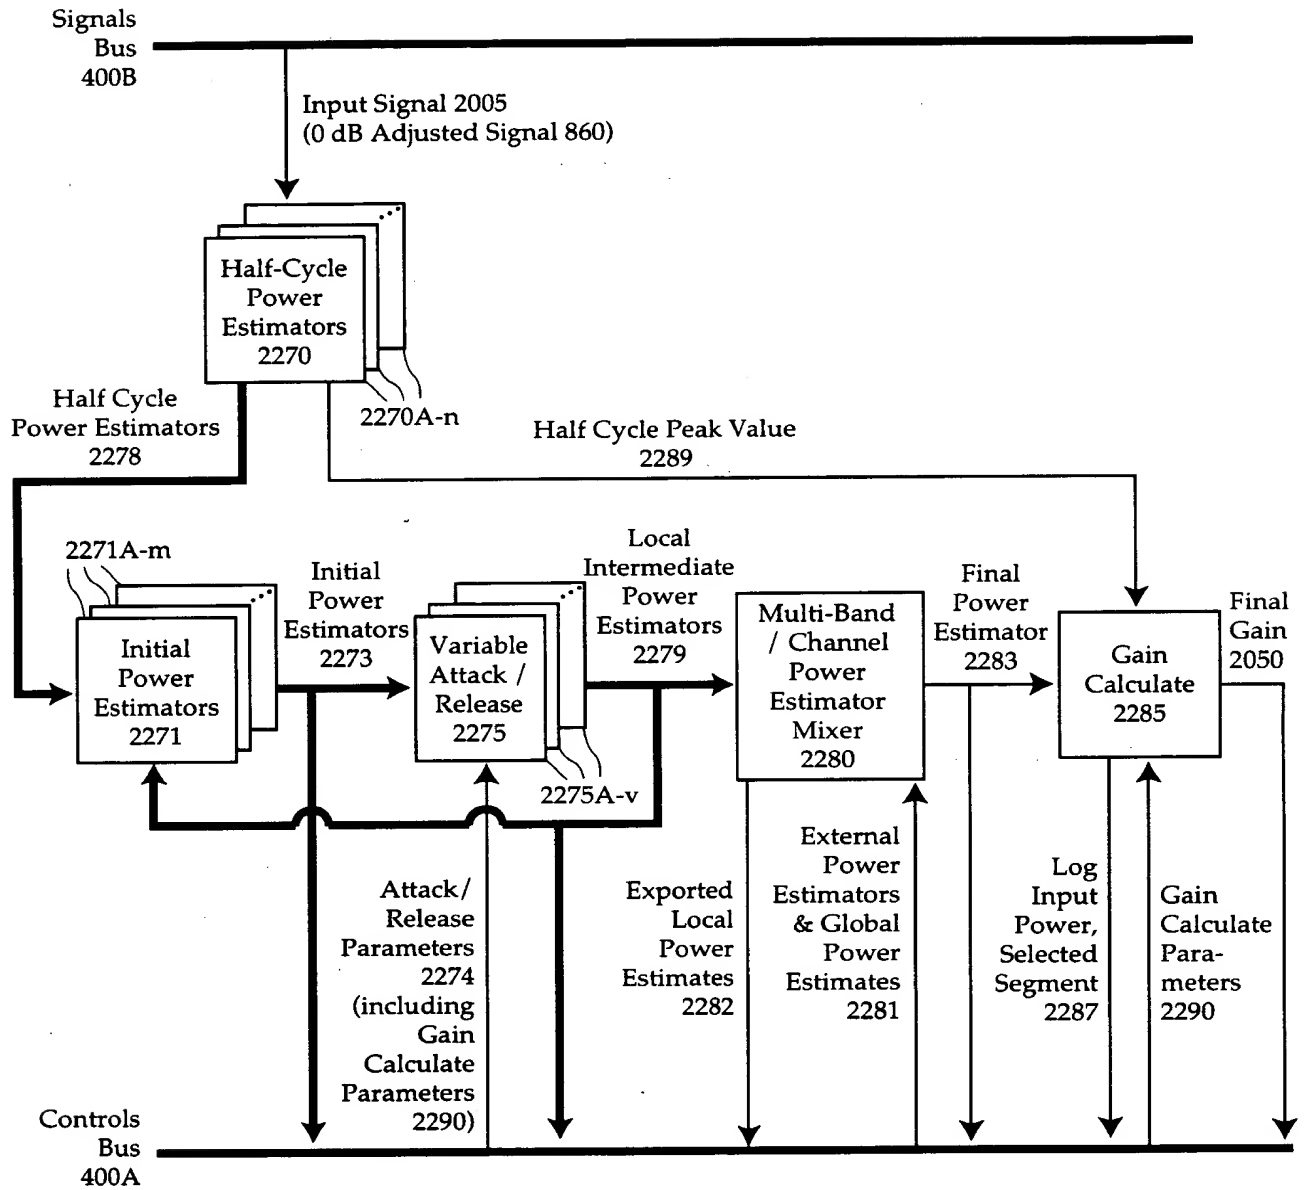 Signals
Bus
400B
Input Signal 2005
(0 dB Adjusted Signal 860)
Half-Cycle
Power
Estimators
2270
2270A-n
Half Cycle
Power Estimators
2278
Half Cycle Peak Value
2289
2271A-m
Initial
Power
Estimators
2271
Initial
Power
Estimators
2273
Variable
Attack /
Release
2275
2275A-v
Local
Intermediate
Power
Estimators
2279
Multi-Band
/ Channel
Power
Estimator
Mixer
2280
Final
Power
Estimator
2283
Gain
Calculate
2285
Final
Gain
2050
Attack/
Release
Parameters
2274
(including
Gain
Calculate
Parameters
2290)
Exported
Local
Power
Estimates
2282
External
Power
Estimators
& Global
Power
Estimates
2281
Log
Input
Power,
Selected
Segment
2287
Gain
Calculate
Para-
meters
2290
Controls
Bus
400A